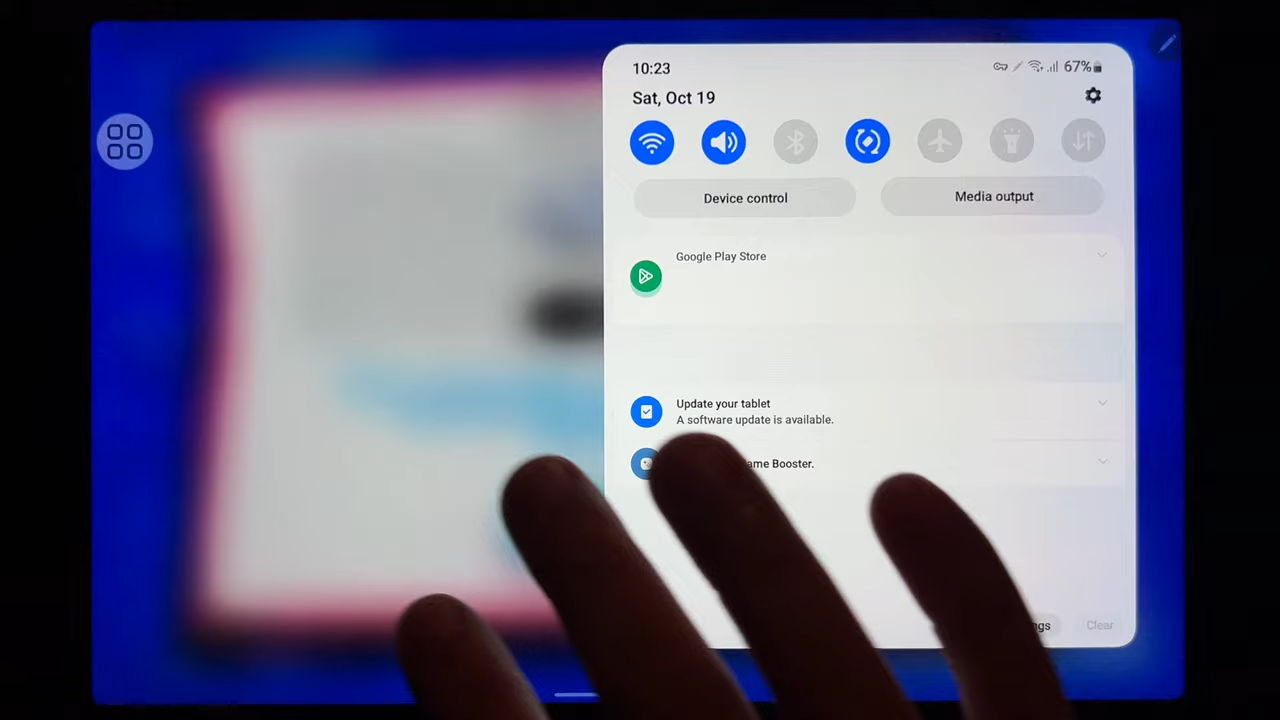 10:23
67%
Sat, Oct 19
Device control
Media output
Google Play Store
Update your tablet
A software update is available.
Booster.
Clear